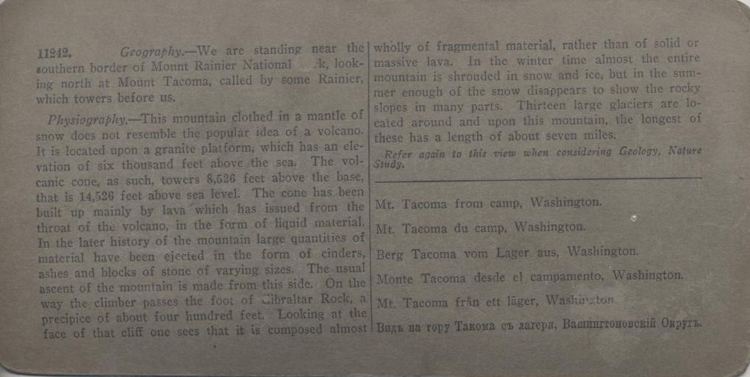 11242. Geography.—We are standing near the
southern border of Mount Rainier National k, look-
ing north at Mount Tacoma, called by some Rainier,
which towers before us.
Physiography.—This mountain clothed in a mantle of
snow does not resemble the popular idea of a volcano.
It is located upon a granite platform, which has an ele-
vation of six thousand feet above the sea. The vol-
canic cone, as such, towers 8,526 feet above the base,
that is 14,526 feet above sea level. The cone has been
built up mainly by lava which has issued from the
throat of the volcano, in the form of liquid material.
In the later history of the mountain large quantities of
material have been ejected in the form of cinders,
ashes and blocks of stone of varying sizes. The usual
ascent of the mountain is made from this side. On the
way the climber passes the foot of Gibraltar Rock, a
precipice of about four hundred feet. Looking at the
face of that cliff one sees that it is composed almost
wholly of fragmental material, rather than of solid or
massive lava. In the winter time almost the entire
mountain is shrouded in snow and ice, but in the sum-
mer enough of the snow disappears to show the rocky
slopes in many parts. Thirteen large glaciers are lo-
cated around and upon this mountain, the longest of
these has a length of about seven miles.
Refer again to this view when considering Geology, Nature
Study.
Mt. Tacoma from camp, Washington.
Mt. Tacoma du camp, Washington.
Berg Tacoma vom Lager aus, Washington.
Monte Tacoma desde el campamento, Washington.
Mt. Tacoma från ett läger, Washington
Видъ на гору Такома съ лагеря, Вашингтоновскій Округъ.